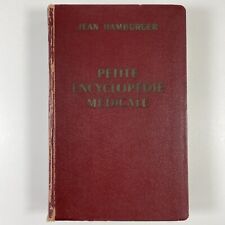 JEAN HAMBURGER
PETITE
ENCYCLOPÉDIE
MÉDICALE